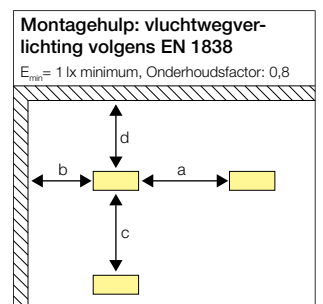 Montagehulp: vluchtwegver-
lichting volgens EN 1838
Emin= 1 lx minimum, Onderhoudsfactor: 0,8
d
b
a
c